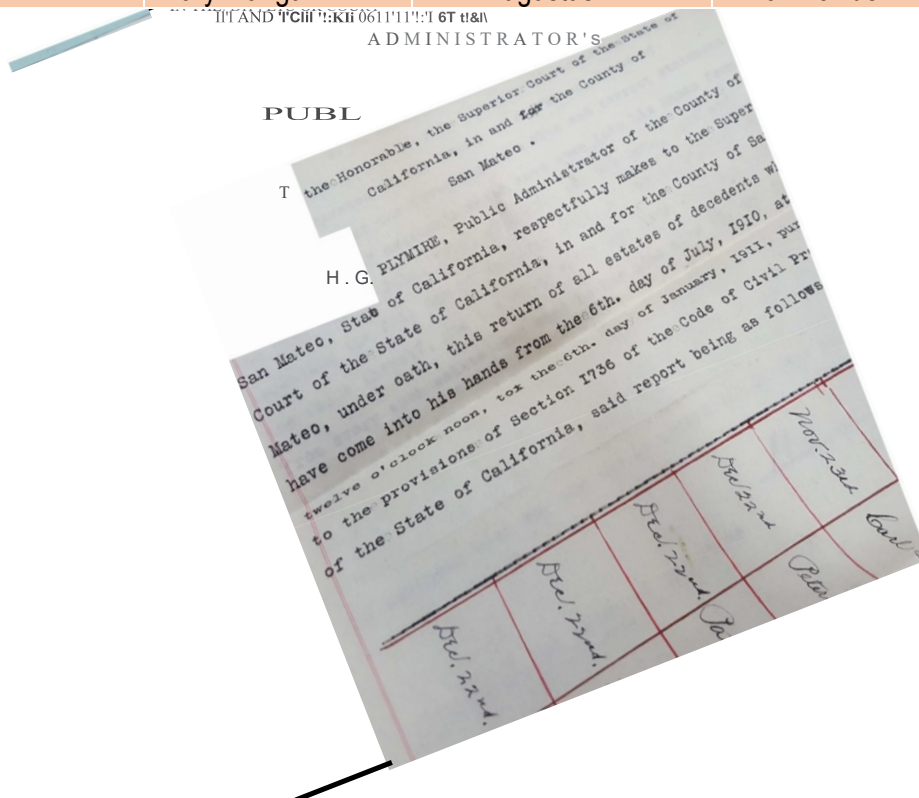 ADMINISTRATOR's
PUBL
T the Honorable, the Superior Court of the State of
California, in and for the County of
San Mateo .
H . G. PLYMIRE, Public Administrator of the County of
San Mateo, State of California, respectfully makes to the Super
Court of the State of California, in and for the County of Sa
Mateo, under oath, this return of all estates of decedents wh
have come into his hands from the 6th. day of July, I9I0, at
twelve o'clock noon, tox the 6th. day of January, 1911, pur
to the provisions of Section I736 of the Code of Civil Pr
of the State of California, said report being as follows
Nov. 23rd
Dec 22nd
Dec. 22nd.
Dec. 22nd.
Dec. 22nd.
Carl
Peter
Pa